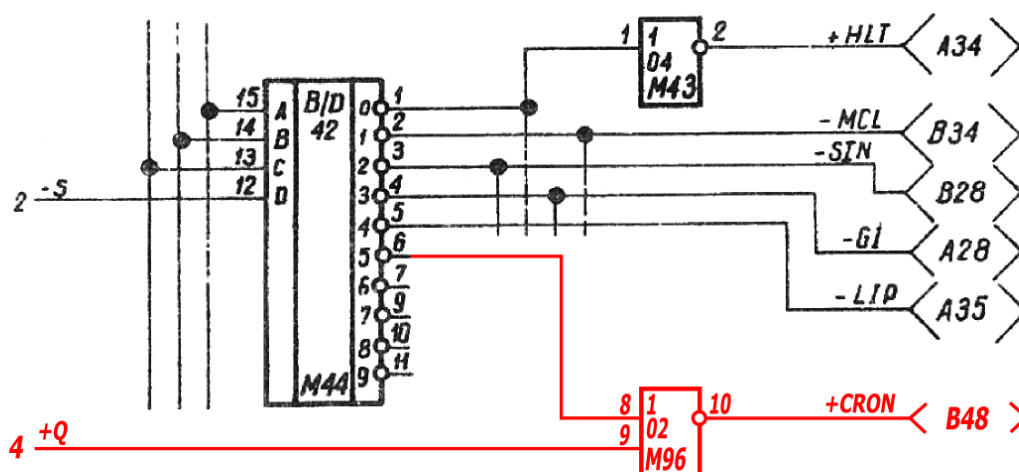 1 1 2 +HLT A34
04
M43
15 A B/D 0 1
14 B 42 1 2 -MCL B34
13 C 2 3 -SIN
2 -S 12 D 3 4 B28
4 5 -GI A28
5 6
6 7 -LIP A35
7 9
8 10
9 11
M44
8 1 10 +CRON B48
4 +Q 9 02
M96